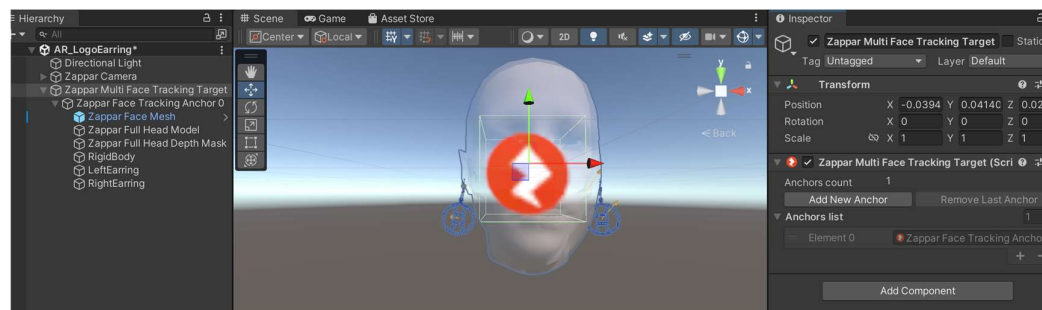 Hierarchy
All
AR_LogoEarring*
Directional Light
Zappar Camera
Zappar Multi Face Tracking Target
Zappar Face Tracking Anchor 0
Zappar Face Mesh
Zappar Full Head Model
Zappar Full Head Depth Mask
RigidBody
LeftEarring
RightEarring
Scene Game Asset Store
Center Local 2D
y
x
< Back
Inspector
Zappar Multi Face Tracking Target Static
Tag Untagged Layer Default
Transform
Position X -0.0394 Y 0.04140 Z 0.02
Rotation X 0 Y 0 Z 0
Scale X 1 Y 1 Z 1
Zappar Multi Face Tracking Target (Scri
Anchors count 1
Add New Anchor Remove Last Anchor
Anchors list 1
Element 0 Zappar Face Tracking Ancho
Add Component